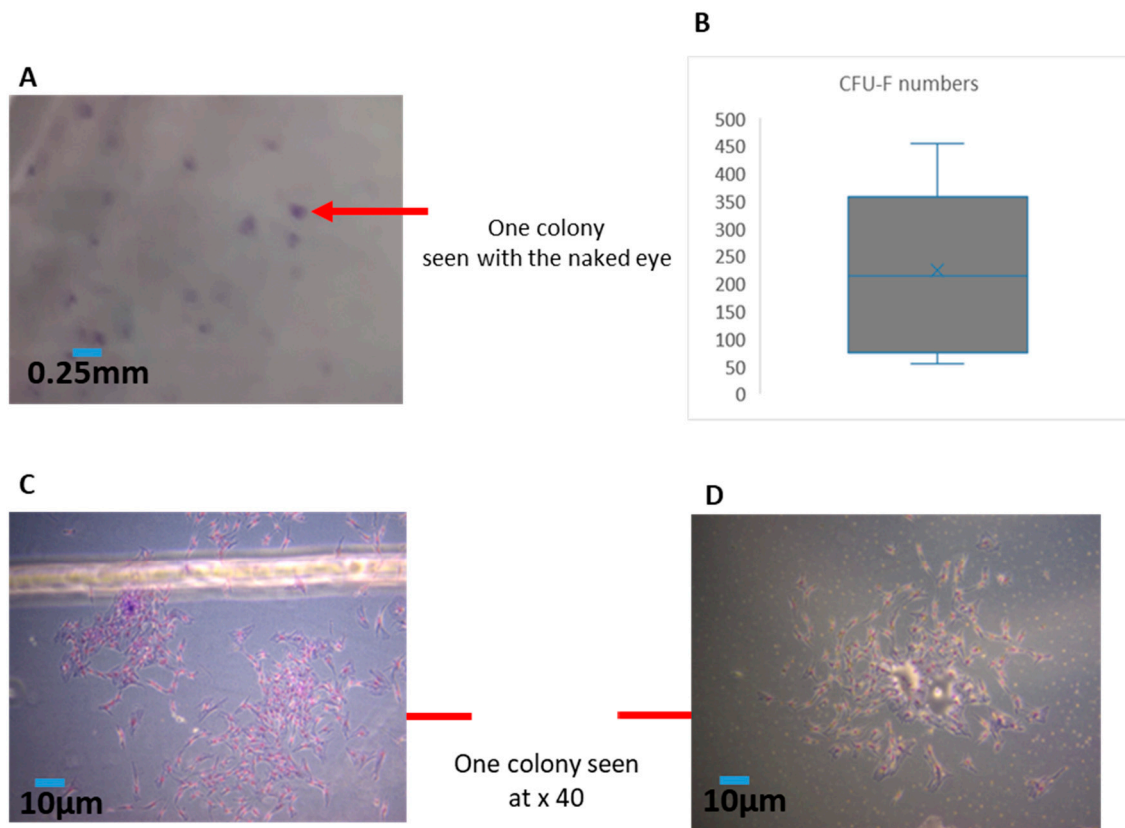 A
0.25mm
One colony
seen with the naked eye
B
CFU-F numbers
500
450
400
350
300
250
200
150
100
50
0
C
10μm
One colony seen
at x 40
D
10μm